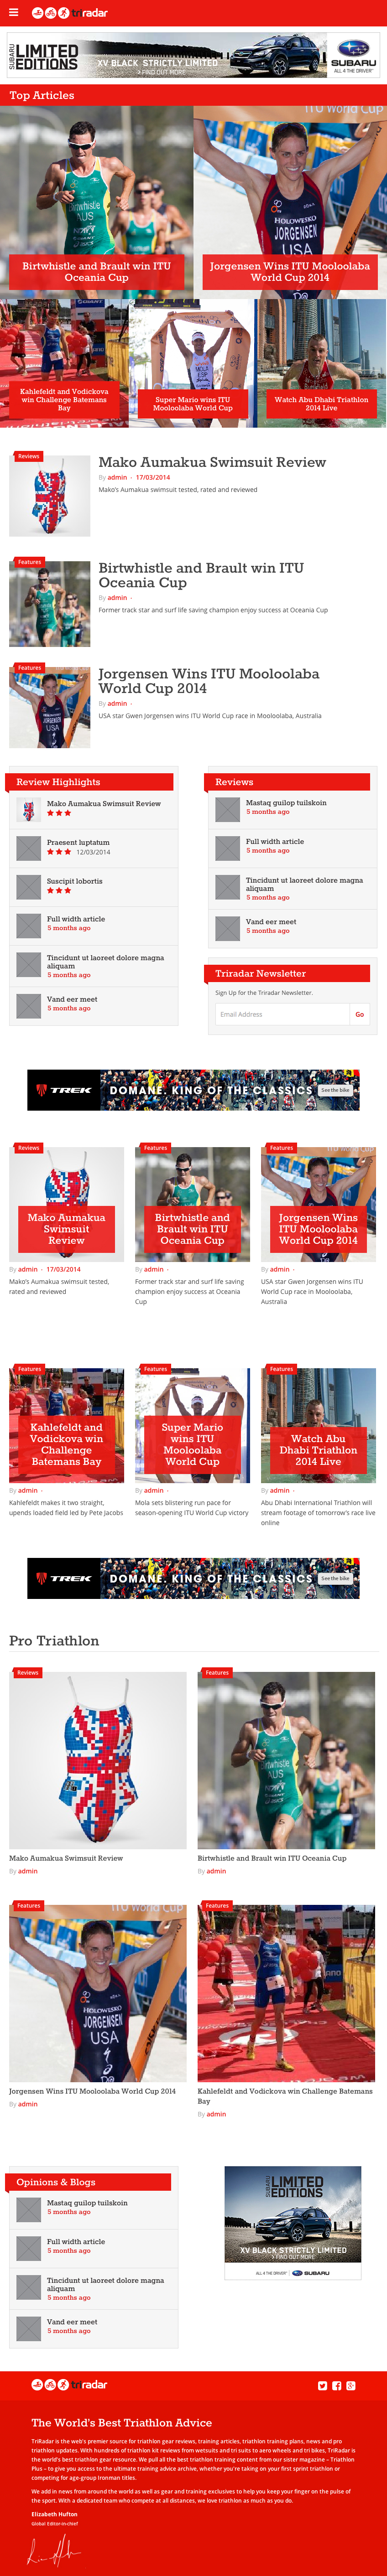 triradar
SUBARU
LIMITED
EDITIONS
XV BLACK STRICTLY LIMITED
FIND OUT MORE
SUBARU
ALL 4 THE DRIVER
Top Articles
Birtwhistle and Brault win ITU
Oceania Cup
ITU World Cup
HOLOWESKO
JORGENSEN
USA
Jorgensen Wins ITU Mooloolaba
World Cup 2014
Kahlefeldt and Vodickova
win Challenge Batemans
Bay
Super Mario wins ITU
Mooloolaba World Cup
Watch Abu Dhabi Triathlon
2014 Live
Reviews
Mako Aumakua Swimsuit Review
By admin - 17/03/2014
Mako's Aumakua swimsuit tested, rated and reviewed
Features
Birtwhistle and Brault win ITU
Oceania Cup
By admin -
Former track star and surf life saving champion enjoy success at Oceania Cup
Features
Jorgensen Wins ITU Mooloolaba
World Cup 2014
By admin -
USA star Gwen Jorgensen wins ITU World Cup race in Mooloolaba, Australia
Review Highlights
Mako Aumakua Swimsuit Review
Praesent luptatum
12/03/2014
Suscipit lobortis
Full width article
5 months ago
Tincidunt ut laoreet dolore magna
aliquam
5 months ago
Vand eer meet
5 months ago
Reviews
Mastaq guilop tuilskoin
5 months ago
Full width article
5 months ago
Tincidunt ut laoreet dolore magna
aliquam
5 months ago
Vand eer meet
5 months ago
Triradar Newsletter
Sign Up for the Triradar Newsletter.
Email Address
Go
TREK
DOMANE. KING OF THE CLASSICS
See the bike
Reviews
Mako Aumakua
Swimsuit
Review
By admin - 17/03/2014
Mako's Aumakua swimsuit tested,
rated and reviewed
Features
Birtwhistle and
Brault win ITU
Oceania Cup
By admin -
Former track star and surf life saving
champion enjoy success at Oceania
Cup
Features
Jorgensen Wins
ITU Mooloolaba
World Cup 2014
By admin -
USA star Gwen Jorgensen wins ITU
World Cup race in Mooloolaba,
Australia
Features
Kahlefeldt and
Vodickova win
Challenge
Batemans Bay
By admin -
Kahlefeldt makes it two straight,
upends loaded field led by Pete Jacobs
Features
Super Mario
wins ITU
Mooloolaba
World Cup
By admin -
Mola sets blistering run pace for
season-opening ITU World Cup victory
Features
Watch Abu
Dhabi Triathlon
2014 Live
By admin -
Abu Dhabi International Triathlon will
stream footage of tomorrow's race live
online
TREK
DOMANE. KING OF THE CLASSICS
See the bike
Pro Triathlon
Reviews
Mako Aumakua Swimsuit Review
By admin
Features
Birtwhistle and Brault win ITU Oceania Cup
By admin
Features
ITU World Cup
HOLOWESKO
JORGENSEN
USA
Jorgensen Wins ITU Mooloolaba World Cup 2014
By admin
Features
Kahlefeldt and Vodickova win Challenge Batemans
Bay
By admin
Opinions & Blogs
Mastaq guilop tuilskoin
5 months ago
Full width article
5 months ago
Tincidunt ut laoreet dolore magna
aliquam
5 months ago
Vand eer meet
5 months ago
SUBARU
LIMITED
EDITIONS
XV BLACK STRICTLY LIMITED
FIND OUT MORE
ALL 4 THE DRIVER
SUBARU
triradar
The World's Best Triathlon Advice
TriRadar is the web's premier source for triathlon gear reviews, training articles, triathlon training plans, news and pro
triathlon updates. With hundreds of triathlon kit reviews from wetsuits and tri suits to aero wheels and tri bikes, TriRadar is
the world's best triathlon gear resource. We pull all the best triathlon training content from our sister magazine – Triathlon
Plus – to give you access to the ultimate training advice archive, whether you're taking on your first sprint triathlon or
competing for age-group Ironman titles.
We add in news from around the world as well as gear and training exclusives to help you keep your finger on the pulse of
the sport. With a dedicated team who compete at all distances, we love triathlon as much as you do.
Elizabeth Hufton
Global Editor-in-chief